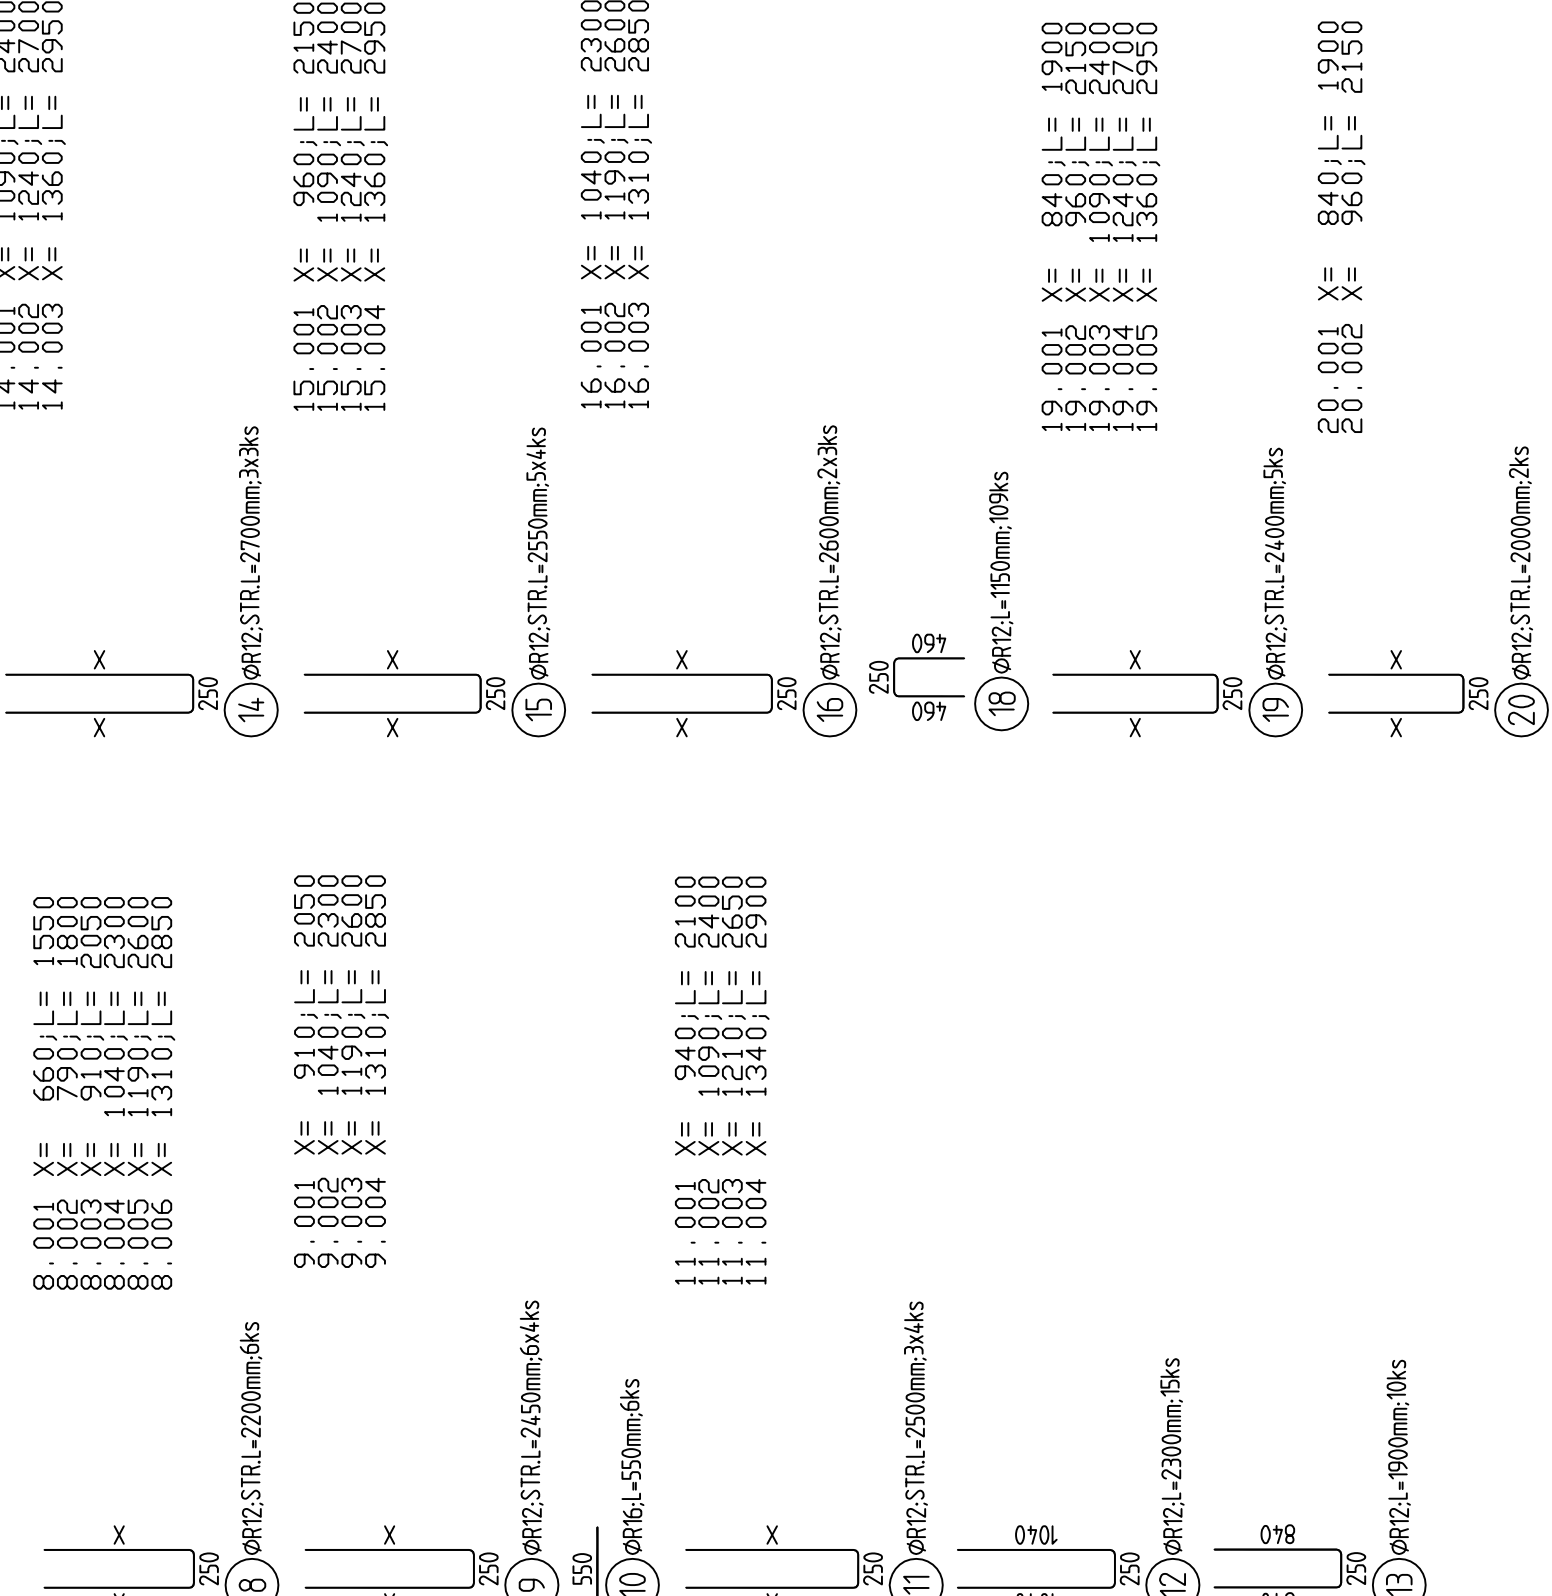 8.001 X= 660;L= 1550
8.002 X= 790;L= 1800
8.003 X= 910;L= 2050
8.004 X= 1040;L= 2300
8.005 X= 1190;L= 2600
8.006 X= 1310;L= 2850
X
250
8 øR12;STR.L=2200mm;6ks
9.001 X= 910;L= 2050
9.002 X= 1040;L= 2300
9.003 X= 1190;L= 2600
9.004 X= 1310;L= 2850
X
250
9 øR12;STR.L=2450mm;6x4ks
550
10 øR16;L=550mm;6ks
11.001 X= 940;L= 2100
11.002 X= 1090;L= 2400
11.003 X= 1210;L= 2650
11.004 X= 1340;L= 2900
X
250
11 øR12;STR.L=2500mm;3x4ks
1040
250
12 øR12;L=2300mm;15ks
840
250
13 øR12;L=1900mm;10ks
14.001 X= 1090;L= 2400
14.002 X= 1240;L= 2700
14.003 X= 1360;L= 2950
X
X
250
14 øR12;STR.L=2700mm;3x3ks
15.001 X= 960;L= 2150
15.002 X= 1090;L= 2400
15.003 X= 1240;L= 2700
15.004 X= 1360;L= 2950
X
X
250
15 øR12;STR.L=2550mm;5x4ks
16.001 X= 1040;L= 2300
16.002 X= 1190;L= 2600
16.003 X= 1310;L= 2850
X
X
250
16 øR12;STR.L=2600mm;2x3ks
250
460
460
18 øR12;L=1150mm;109ks
19.001 X= 840;L= 1900
19.002 X= 960;L= 2150
19.003 X= 1090;L= 2400
19.004 X= 1240;L= 2700
19.005 X= 1360;L= 2950
X
X
250
19 øR12;STR.L=2400mm;5ks
20.001 X= 840;L= 1900
20.002 X= 960;L= 2150
X
X
250
20 øR12;STR.L=2000mm;2ks